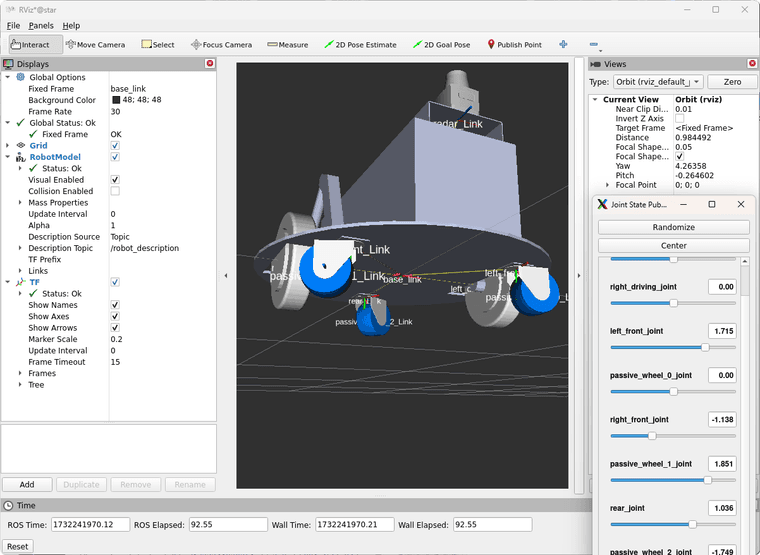 RViz*@star
File Panels Help
Interact Move Camera Select Focus Camera Measure 2D Pose Estimate 2D Goal Pose Publish Point
Displays
Global Options
Fixed Frame base_link
Background Color 48; 48; 48
Frame Rate 30
Global Status: Ok
Fixed Frame OK
Grid
RobotModel
Status: Ok
Visual Enabled
Collision Enabled
Mass Properties
Update Interval 0
Alpha 1
Description Source Topic
Description Topic /robot_description
TF Prefix
Links
TF
Status: Ok
Show Names
Show Axes
Show Arrows
Marker Scale 0.2
Update Interval 0
Frame Timeout 15
Frames
Tree
Add Duplicate Remove Rename
radar_Link
base_link
left_c
Views
Type: Orbit (rviz_default_ Zero
Current View Orbit (rviz)
Near Clip Di... 0.01
Invert Z Axis
Target Frame <Fixed Frame>
Distance 0.984492
Focal Shape... 0.05
Focal Shape...
Yaw 4.26358
Pitch -0.264602
Focal Point 0; 0; 0
Joint State Pub...
Randomize
Center
right_driving_joint 0.00
left_front_joint 1.715
passive_wheel_0_joint 0.00
right_front_joint -1.138
passive_wheel_1_joint 1.851
rear_joint 1.036
passive_wheel_2_joint -1.749
Time
ROS Time: 1732241970.12 ROS Elapsed: 92.55 Wall Time: 1732241970.21 Wall Elapsed: 92.55
Reset